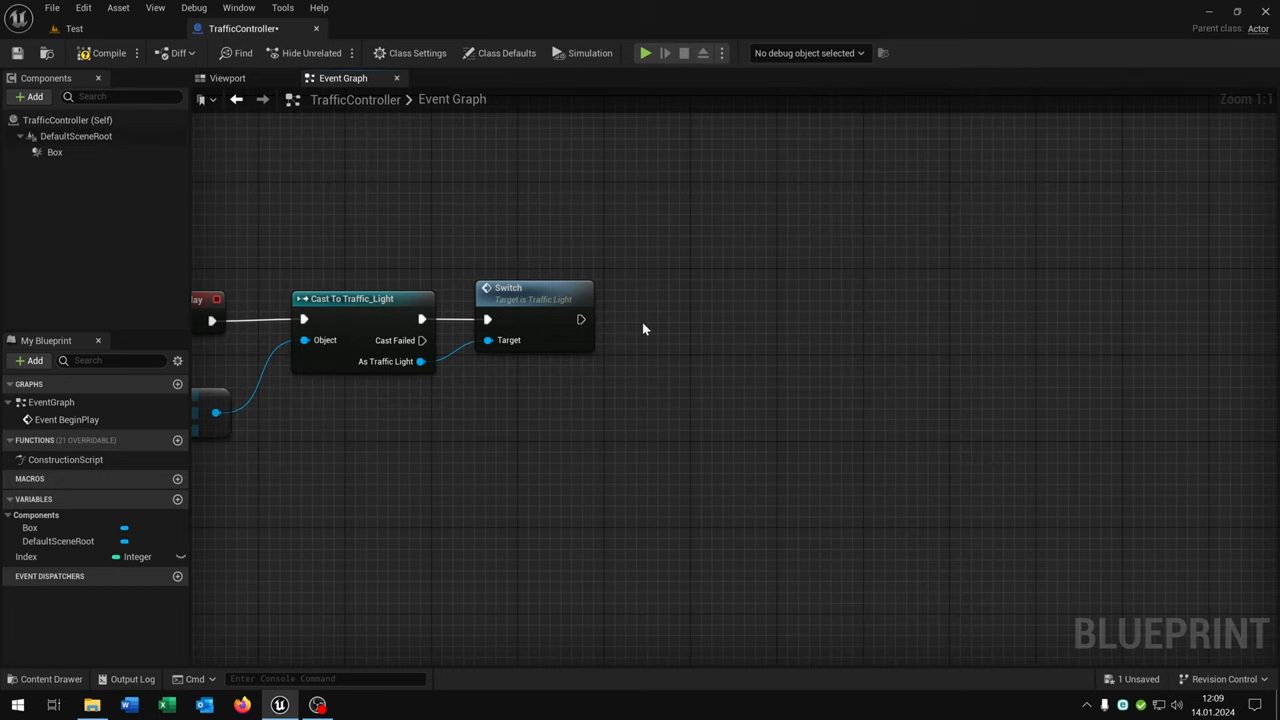 File Edit Asset View Debug Window Tools Help
Test TrafficController•
Parent class: Actor
Compile Diff Find Hide Unrelated Class Settings Class Defaults Simulation No debug object selected
Components Viewport Event Graph
Add Search
TrafficController > Event Graph Zoom 1:1
TrafficController (Self)
DefaultSceneRoot
Box
lay
Cast To Traffic_Light
Object Cast Failed
As Traffic Light
Switch
Target is Traffic Light
Target
My Blueprint
Add Search
GRAPHS
EventGraph
Event BeginPlay
FUNCTIONS (21 OVERRIDABLE)
ConstructionScript
MACROS
VARIABLES
Components
Box
DefaultSceneRoot
Index Integer
EVENT DISPATCHERS
BLUEPRINT
Content Drawer Output Log Cmd Enter Console Command 1 Unsaved Revision Control
12:09
14.01.2024